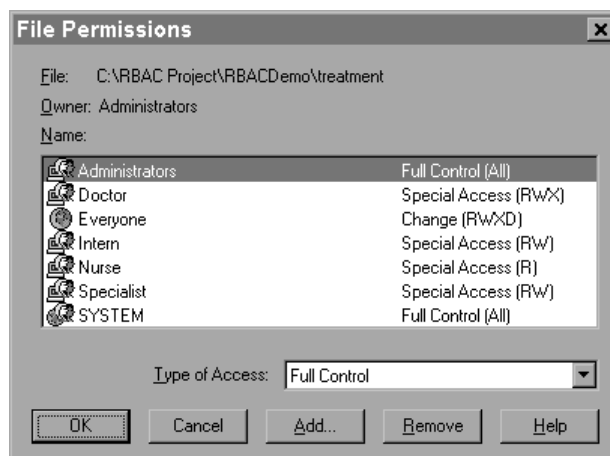 File Permissions
File: C:\RBAC Project\RBACDemo\treatment
Owner: Administrators
Name:
Administrators Full Control (All)
Doctor Special Access (RWX)
Everyone Change (RWXD)
Intern Special Access (RW)
Nurse Special Access (R)
Specialist Special Access (RW)
SYSTEM Full Control (All)
Type of Access: Full Control
OK Cancel Add... Remove Help